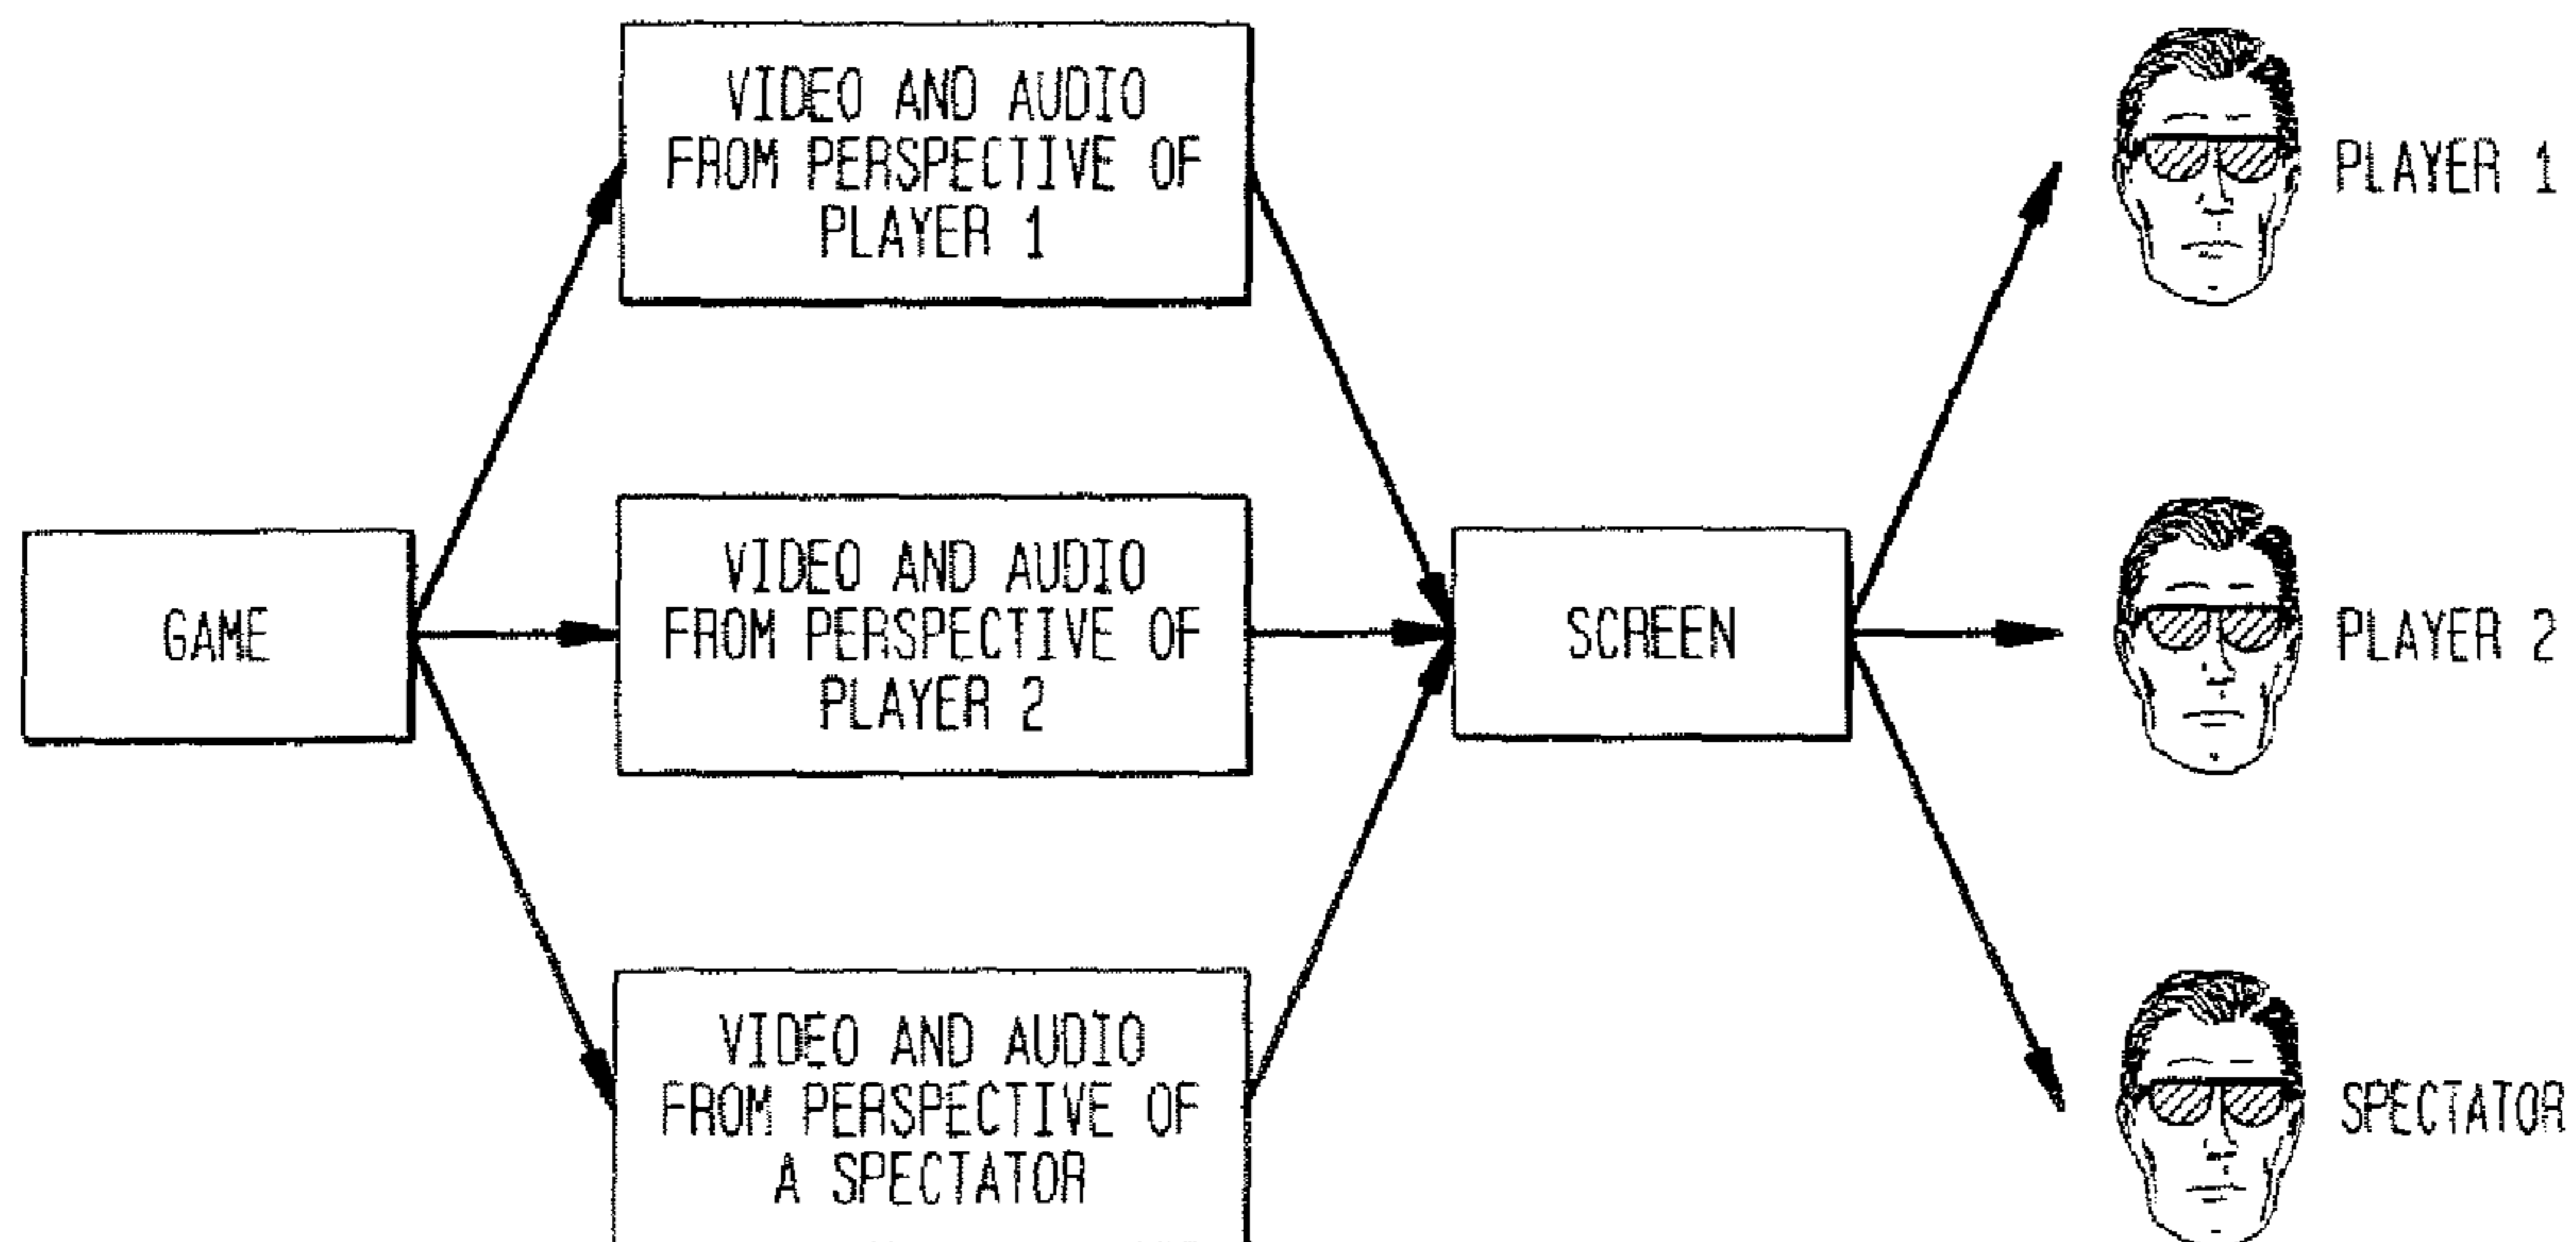 VIDEO AND AUDIO
FROM PERSPECTIVE OF
PLAYER 1
PLAYER 1
GAME
VIDEO AND AUDIO
FROM PERSPECTIVE OF
PLAYER 2
SCREEN
PLAYER 2
VIDEO AND AUDIO
FROM PERSPECTIVE OF
A SPECTATOR
SPECTATOR